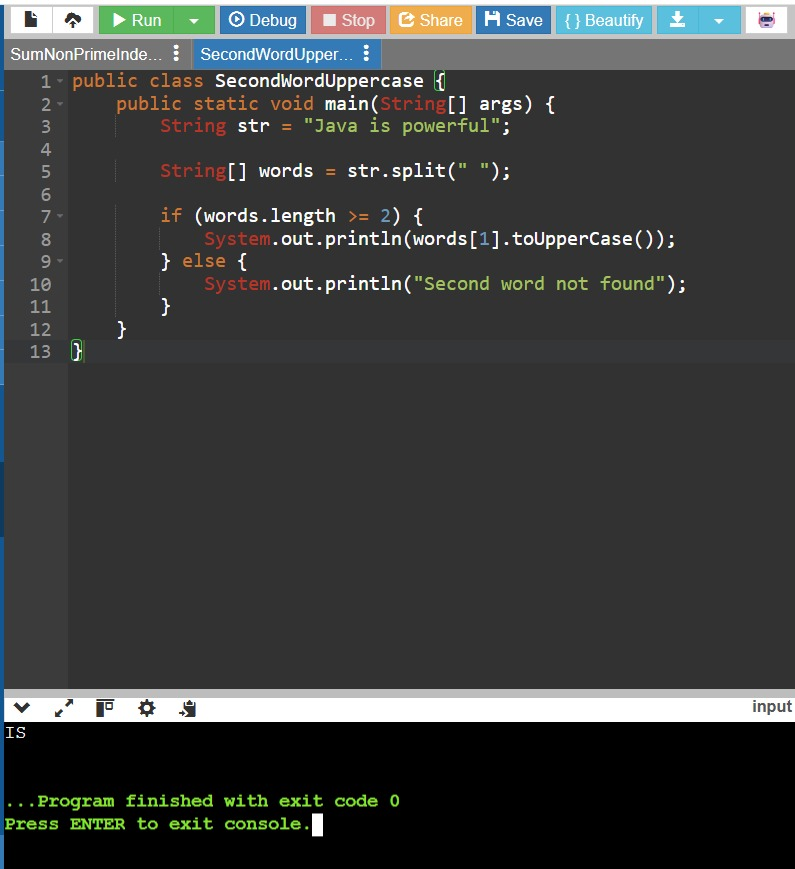 Run Debug Stop Share Save { } Beautify
SumNonPrimeInde... SecondWordUpper...
1 public class SecondWordUppercase {
2     public static void main(String[] args) {
3         String str = "Java is powerful";
4
5         String[] words = str.split(" ");
6
7         if (words.length >= 2) {
8             System.out.println(words[1].toUpperCase());
9         } else {
10             System.out.println("Second word not found");
11         }
12     }
13 }
input
IS
...Program finished with exit code 0
Press ENTER to exit console.